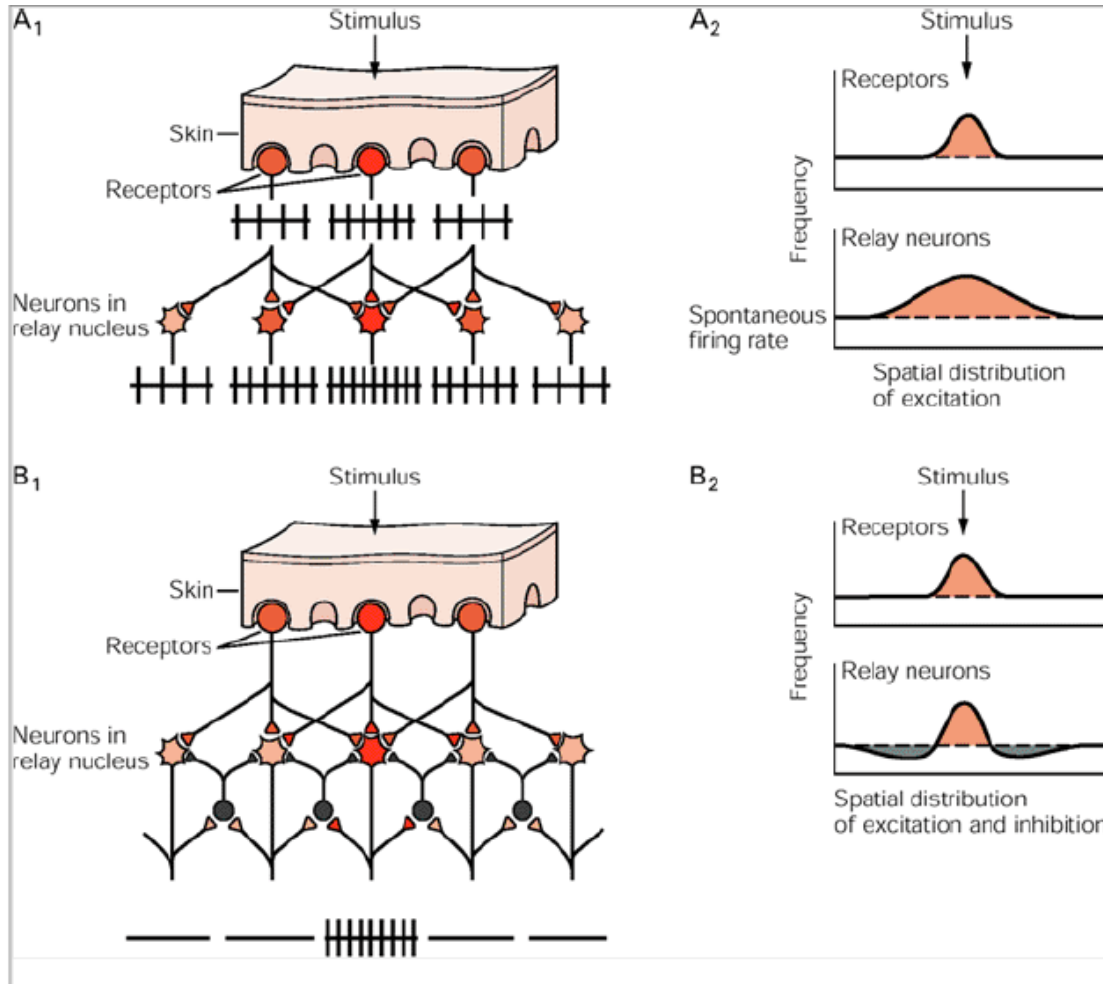 A1
Stimulus
Skin
Receptors
Neurons in
relay nucleus
A2
Stimulus
Receptors
Frequency
Relay neurons
Spontaneous
firing rate
Spatial distribution
of excitation
B1
Stimulus
Skin
Receptors
Neurons in
relay nucleus
B2
Stimulus
Receptors
Frequency
Relay neurons
Spatial distribution
of excitation and inhibition